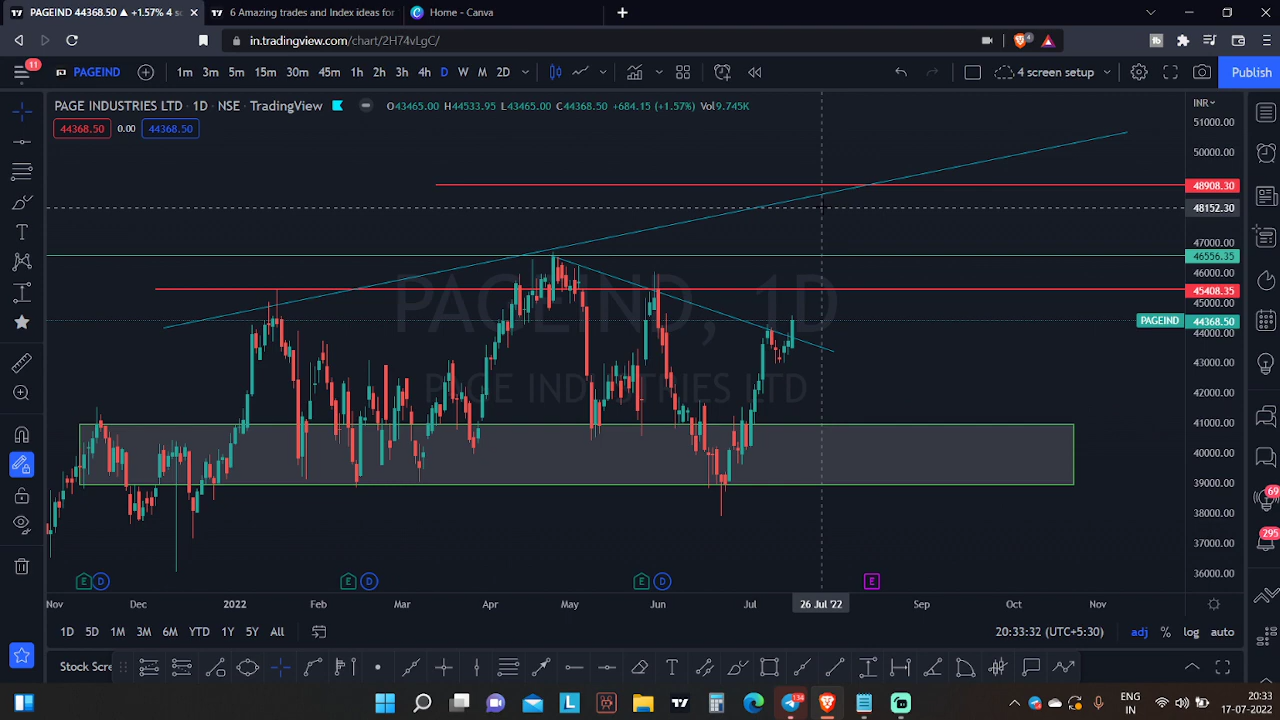 PAGEIND 44368.50 ▲ +1.57% 4 s
6 Amazing trades and Index ideas for
Home - Canva
in.tradingview.com/chart/2H74vLgC/
4
11
PAGEIND
1m 3m 5m 15m 30m 45m 1h 2h 3h 4h D W M 2D
4 screen setup
Publish
PAGE INDUSTRIES LTD · 1D · NSE · TradingView
O43465.00 H44533.95 L43465.00 C44368.50 +684.15 (+1.57%) Vol9.745K
INR
44368.50 0.00 44368.50
51000.00
50000.00
48908.30
48152.30
47000.00
46556.35
46000.00
45408.35
45000.00
PAGEIND 44368.50
44000.00
43000.00
42000.00
41000.00
40000.00
39000.00
38000.00
37000.00
36000.00
PAGEIND, 1D
PAGE INDUSTRIES LTD
69
295
E D E D E D E
Nov Dec 2022 Feb Mar Apr May Jun Jul 26 Jul '22 Sep Oct Nov
1D 5D 1M 3M 6M YTD 1Y 5Y All
20:33:32 (UTC+5:30)
adj % log auto
Stock Scre
134
ENG
IN
20:33
17-07-2022